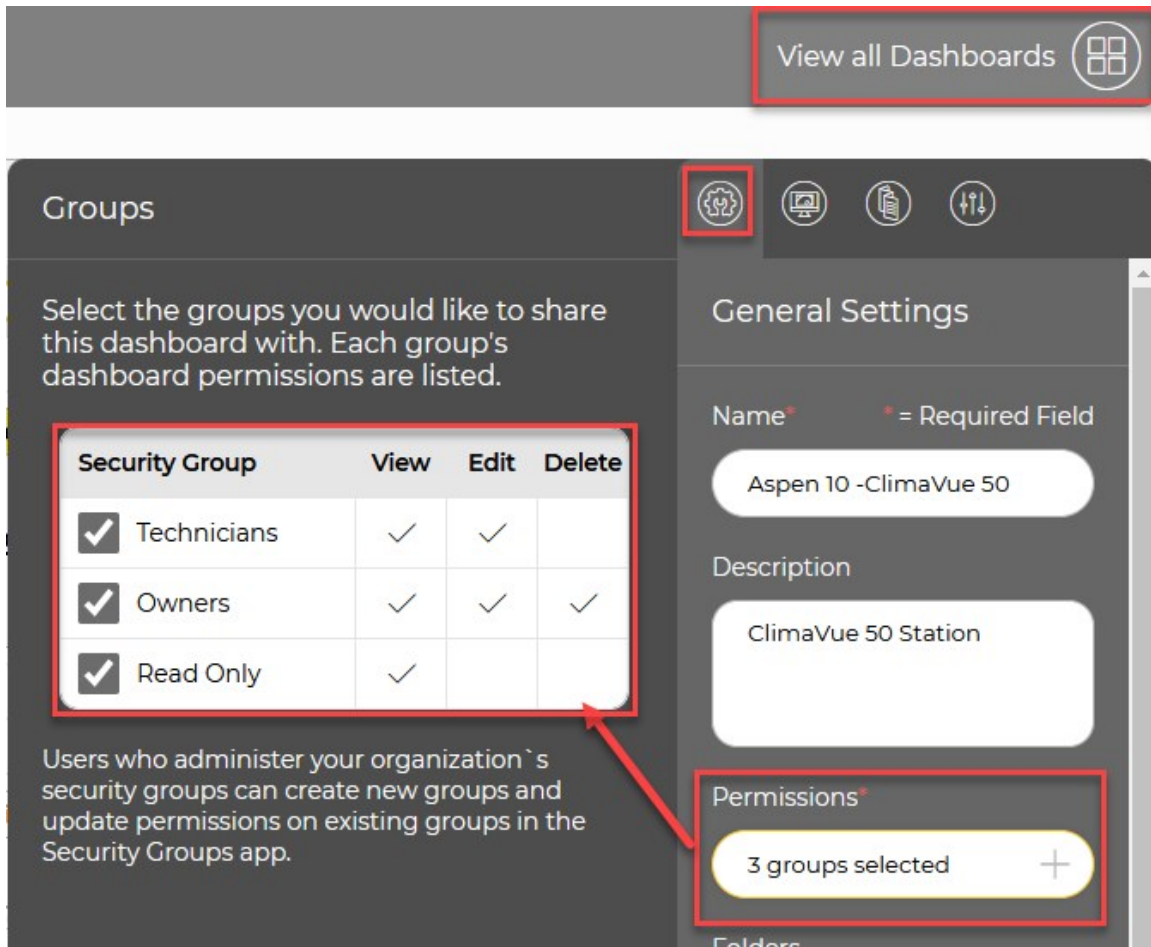 View all Dashboards
Groups
Select the groups you would like to share
this dashboard with. Each group's
dashboard permissions are listed.
Security Group View Edit Delete
Technicians
Owners
Read Only
Users who administer your organization`s
security groups can create new groups and
update permissions on existing groups in the
Security Groups app.
General Settings
Name* * = Required Field
Aspen 10 -ClimaVue 50
Description
ClimaVue 50 Station
Permissions*
3 groups selected
Folders